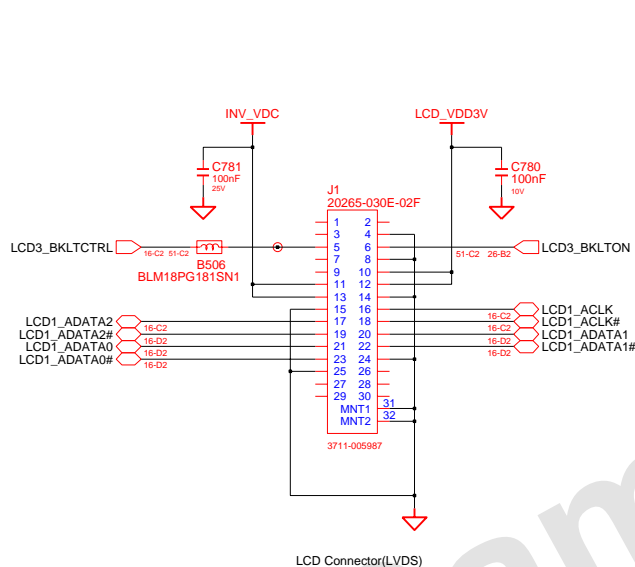 INV_VDC
LCD_VDD3V
C781
100nF
25V
C780
100nF
10V
J1
20265-030E-02F
1 2
3 4
LCD3_BKLTCTRL 16-C2 51-C2 5 6 51-C2 26-B2 LCD3_BKLTON
B506
BLM18PG181SN1
7 8
9 10
11 12
13 14
15 16 LCD1_ACLK
LCD1_ADATA2 16-C2 17 18 16-C2 LCD1_ACLK#
LCD1_ADATA2# 16-D2 19 20 16-C2 LCD1_ADATA1
LCD1_ADATA0 16-D2 21 22 16-D2 LCD1_ADATA1#
LCD1_ADATA0# 16-D2 23 24 16-D2
25 26
27 28
29 30
MNT1 31
MNT2 32
3711-005987
LCD Connector(LVDS)